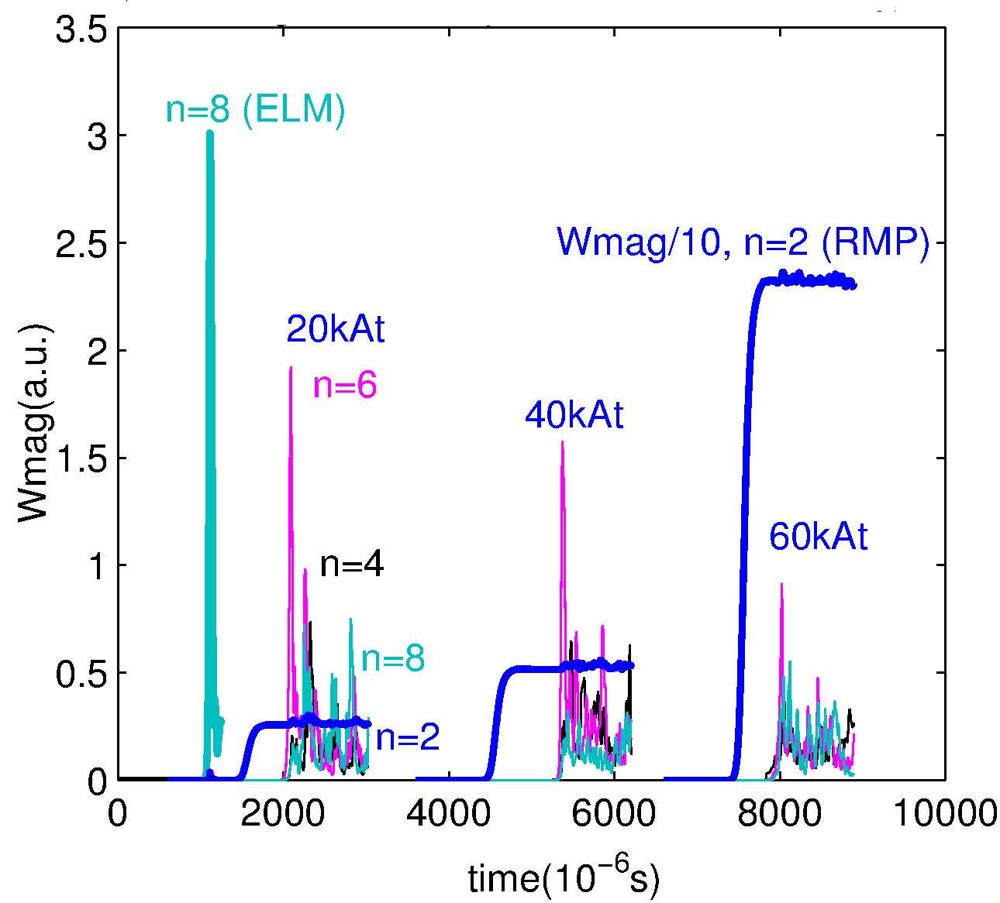 3.5
n=8 (ELM)
3
2.5
Wmag/10, n=2 (RMP)
20kAt
2
n=6
40kAt
1.5
Wmag(a.u.)
60kAt
1
n=4
n=8
0.5
n=2
0
0 2000 4000 6000 8000 10000
time(10⁻⁶s)